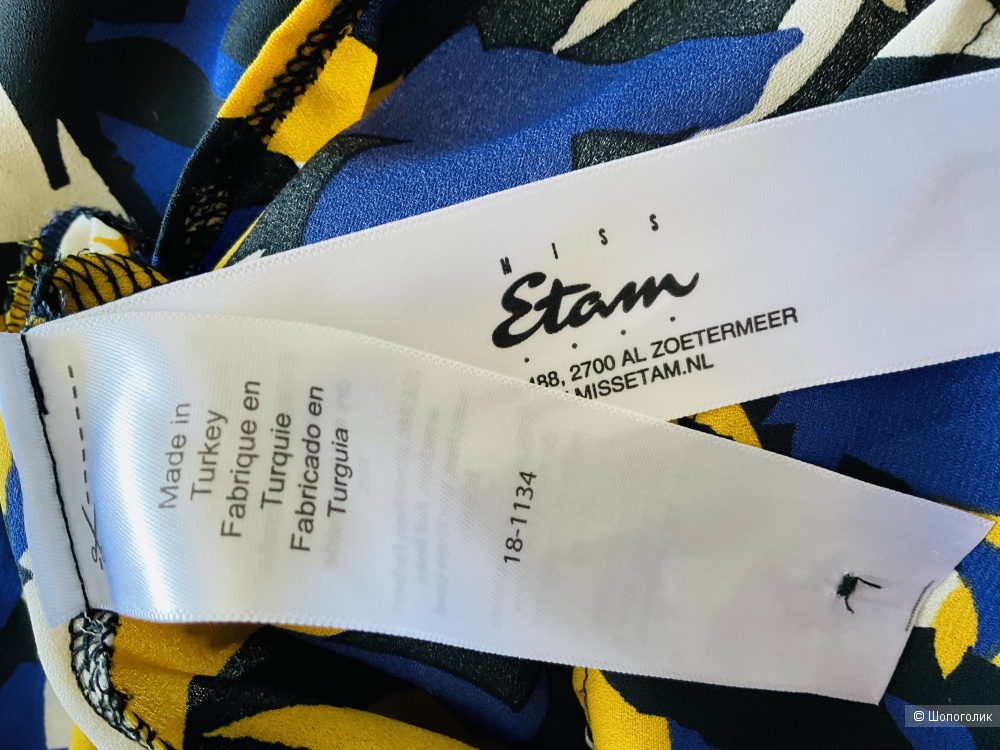 MISS
Etam
188, 2700 AL ZOETERMEER
MISSETAM.NL
Made in
Turkey
Fabrique en
Turquie
Fabricado en
Turguia
18-1134
© Шопоголик